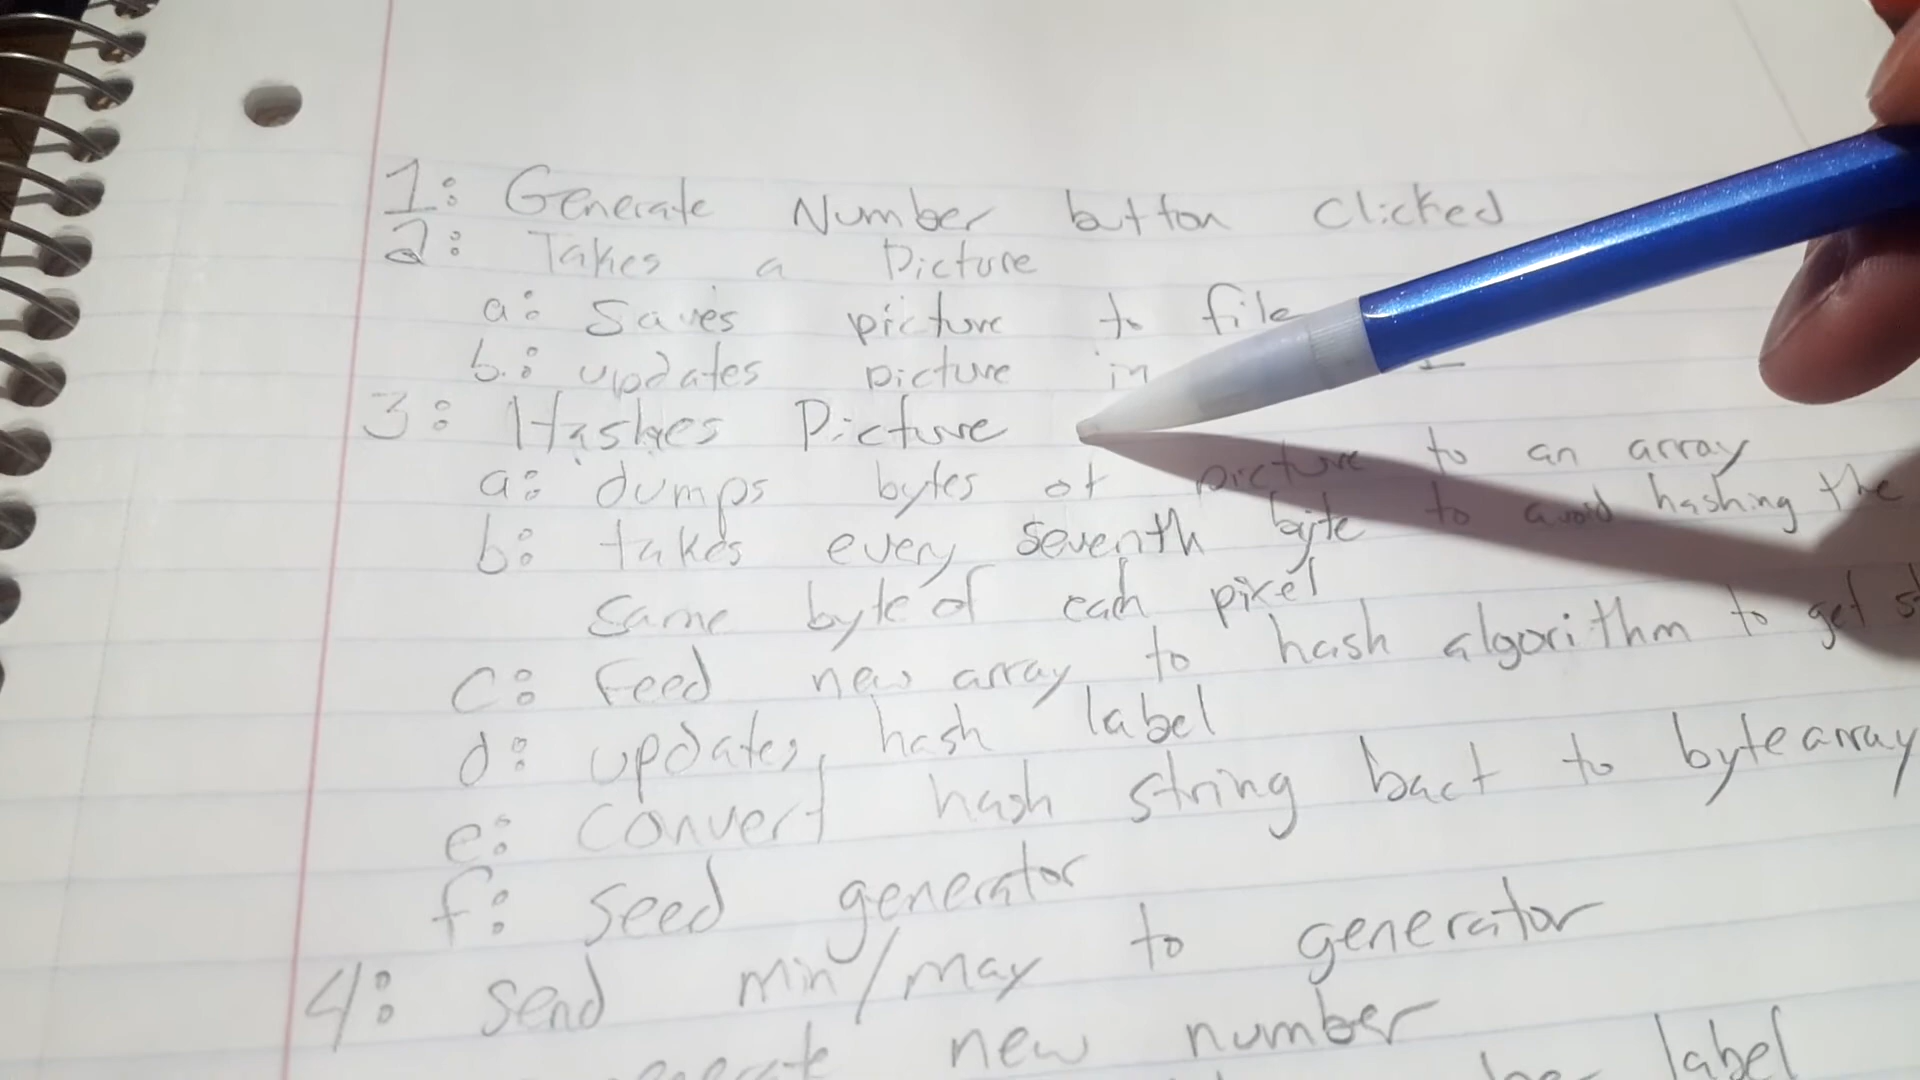 1: Generate Number button clicked
2: Takes a Picture
a: Saves picture to file
b: updates picture in
3: Hashes Picture
a: dumps bytes of picture to an array
b: takes every seventh byte to avoid hashing the
same byte of each pixel
c: Feed new array to hash algorithm to get
d: updates hash label
e: Convert hash string bact to bytearray
f: Seed generator
4: Send min/max to generator
new number
label